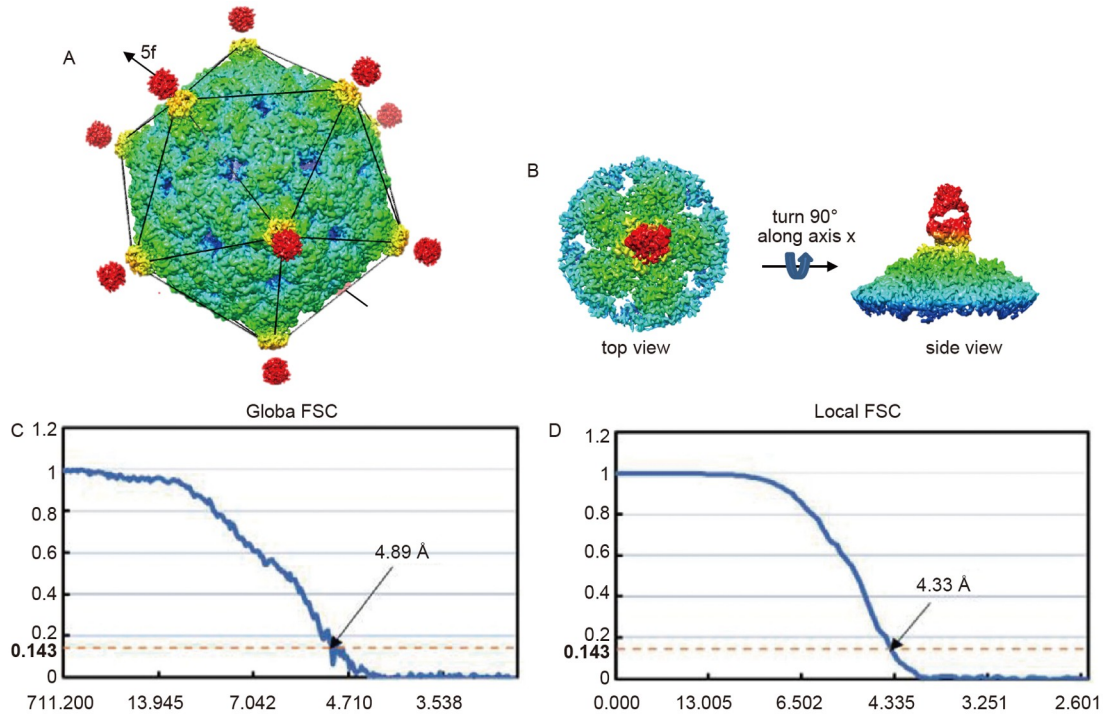 A
5f
B
turn 90°
along axis x
top view
side view
Globa FSC
C
1.2
1
0.8
0.6
0.4
0.2
0.143
0
4.89 Å
711.200 13.945 7.042 4.710 3.538
Local FSC
D
1.2
1
0.8
0.6
0.4
0.2
0.143
0
4.33 Å
0.000 13.005 6.502 4.335 3.251 2.601